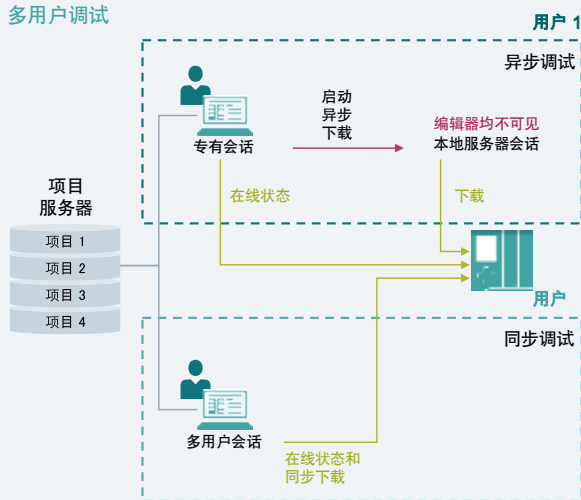 多用户调试
用户 1
异步调试
启动
异步
下载
编辑器均不可见
本地服务器会话
专有会话
在线状态
下载
项目
服务器
项目 1
项目 2
项目 3
项目 4
用户
同步调试
多用户会话
在线状态和
同步下载